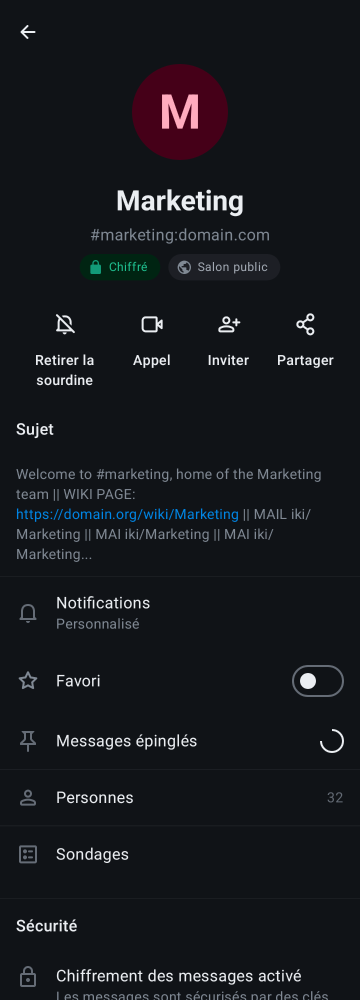 M
Marketing
#marketing:domain.com
Chiffré
Salon public
Retirer la
sourdine
Appel
Inviter
Partager
Sujet
Welcome to #marketing, home of the Marketing
team || WIKI PAGE:
https://domain.org/wiki/Marketing || MAIL iki/
Marketing || MAI iki/Marketing || MAI iki/
Marketing...
Notifications
Personnalisé
Favori
Messages épinglés
Personnes
32
Sondages
Sécurité
Chiffrement des messages activé
Les messages sont sécurisés par des clés